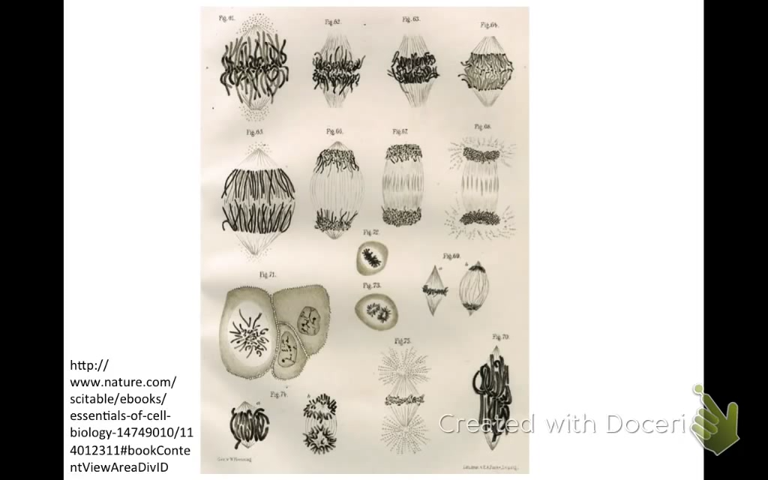 Fig. 61.
Fig. 62.
Fig. 63.
Fig. 64.
Fig. 65.
Fig. 66.
Fig. 67.
Fig. 68.
Fig. 72.
Fig. 69.
Fig. 71.
Fig. 73.
Fig. 75.
Fig. 70.
Fig. 74.
http://
www.nature.com/
scitable/ebooks/
essentials-of-cell-
biology-14749010/11
4012311#bookConte
ntViewAreaDivID
Created with Doceri